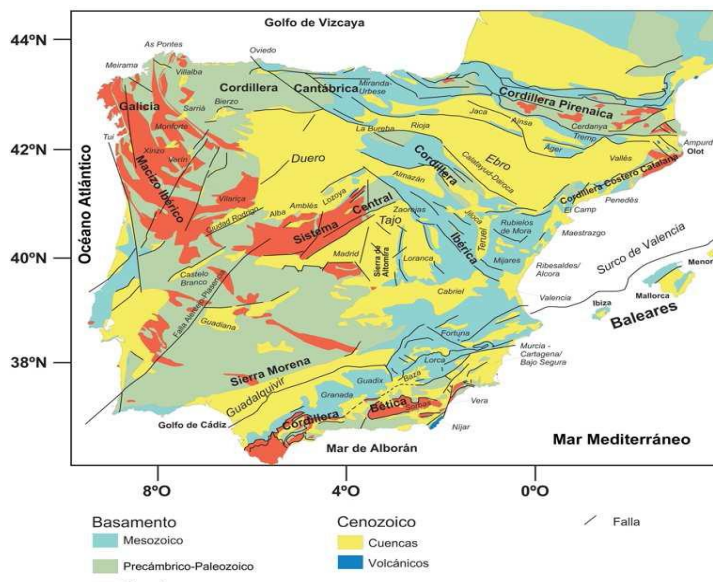 Golfo de Vizcaya
44ºN
As Pontes
Oviedo
Meirama
Villalba
Cordillera
Cantábrica
Miranda-
Urbese
Cordillera Pirenaica
Galicia
Sarriá
Bierzo
Monforte
La Bureba
Rioja
Jaca
Ainsa
Cerdanya
Tremp
Ampurd
42ºN
Tui
Xinzo
Verín
Macizo Ibérico
Duero
Cordillera
Ibérica
Calatayud-Daroca
Ebro
Áger
Vallés
Olot
Cordillera Costero Catalana
Océano Atlántico
Vilariça
Almazán
Penedès
El Camp
Ciudad Rodrigo
Alba
Amblés
Lozoya
Sistema
Central
Tajo
Zaorejas
Jiloca
Teruel
Rubielos
de Mora
Maestrazgo
40ºN
Madrid
Sierra de
Altomira
Loranca
Mijares
Ribesaldes/
Alcora
Surco de Valencia
Menor
Castelo
Branco
Falla Alentejo Plasencia
Cabriel
Valencia
Mallorca
Ibiza
Baleares
Guadiana
38ºN
Sierra Morena
Fortuna
Lorca
Murcia -
Cartagena/
Bajo Segura
Guadalquivir
Guadix
Baza
Granada
Bética
Sorbas
Vera
Golfo de Cádiz
Cordillera
Níjar
Mar de Alborán
Mar Mediterráneo
8ºO
4ºO
0ºO
Basamento
Mesozoico
Precámbrico-Paleozoico
Cenozoico
Cuencas
Volcánicos
Falla